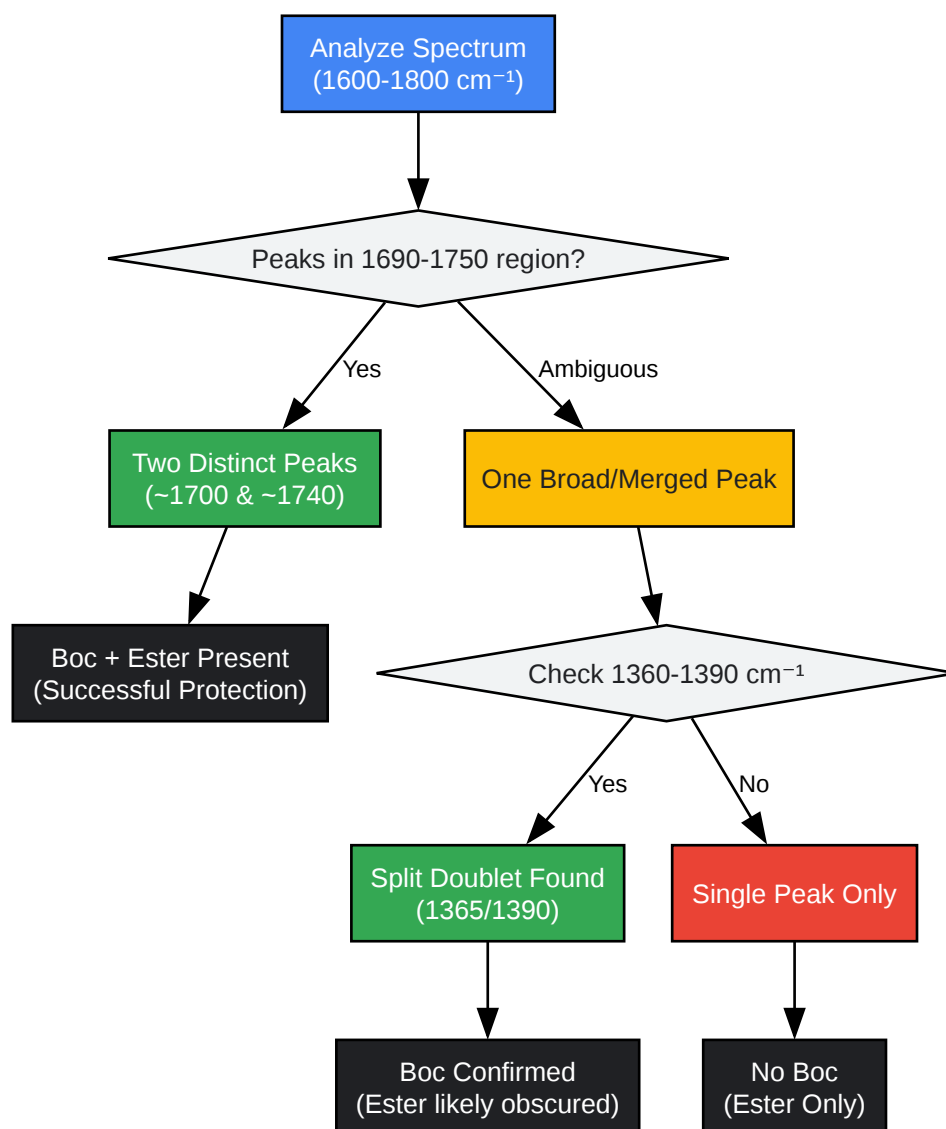 Analyze Spectrum
(1600-1800 cm⁻¹)
Peaks in 1690-1750 region?
Yes
Ambiguous
Two Distinct Peaks
(~1700 & ~1740)
One Broad/Merged Peak
Boc + Ester Present
(Successful Protection)
Check 1360-1390 cm⁻¹
Yes
No
Split Doublet Found
(1365/1390)
Single Peak Only
Boc Confirmed
(Ester likely obscured)
No Boc
(Ester Only)